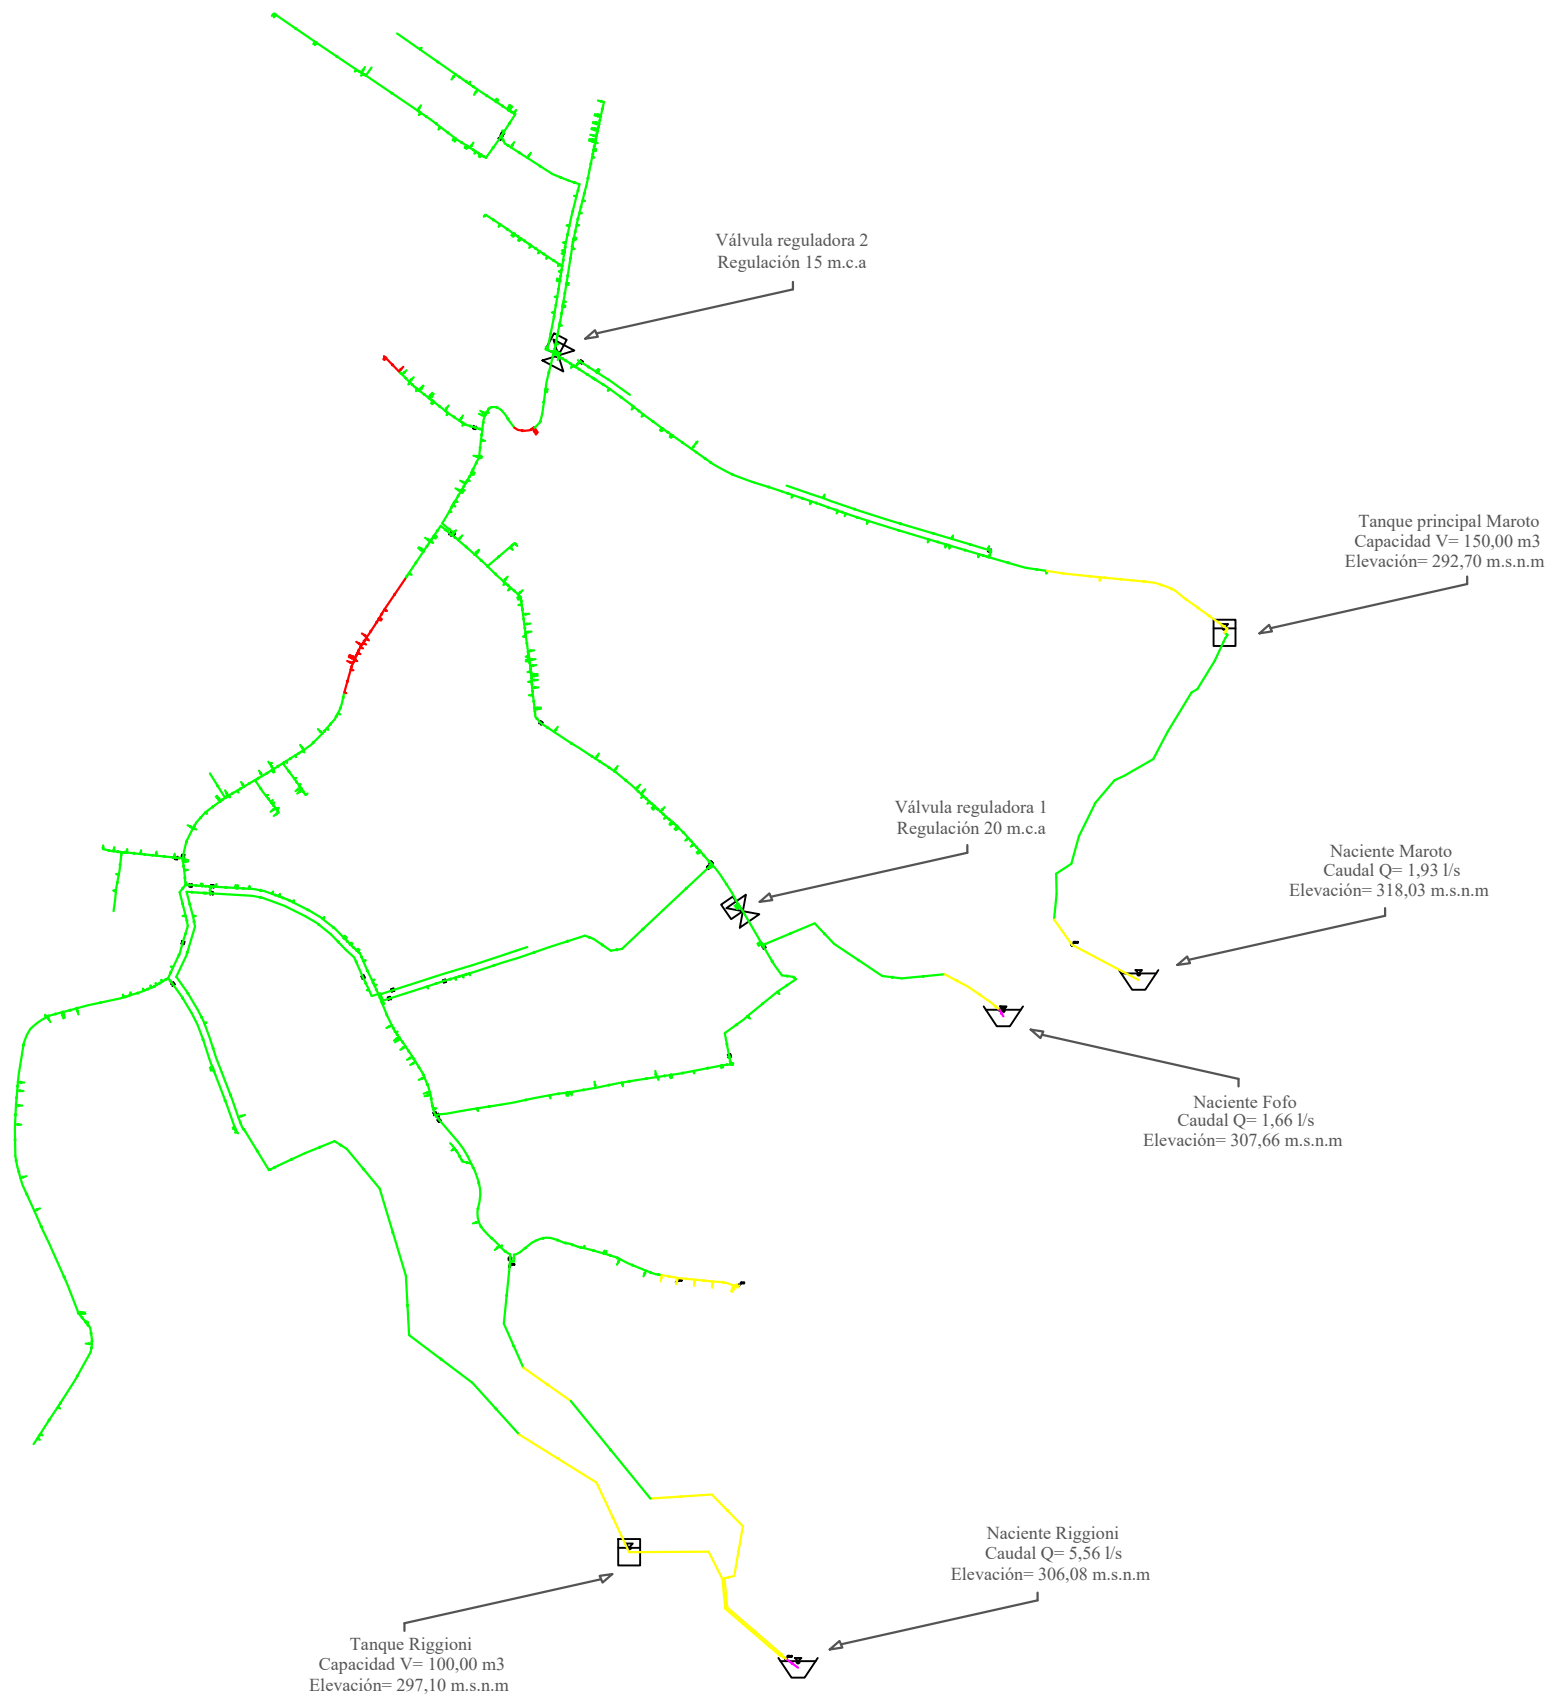 Válvula reguladora 2
Regulación 15 m.c.a
Tanque principal Maroto
Capacidad V= 150,00 m3
Elevación= 292,70 m.s.n.m
Válvula reguladora 1
Regulación 20 m.c.a
Naciente Maroto
Caudal Q= 1,93 l/s
Elevación= 318,03 m.s.n.m
Naciente Fofo
Caudal Q= 1,66 l/s
Elevación= 307,66 m.s.n.m
Naciente Riggioni
Caudal Q= 5,56 l/s
Elevación= 306,08 m.s.n.m
Tanque Riggioni
Capacidad V= 100,00 m3
Elevación= 297,10 m.s.n.m